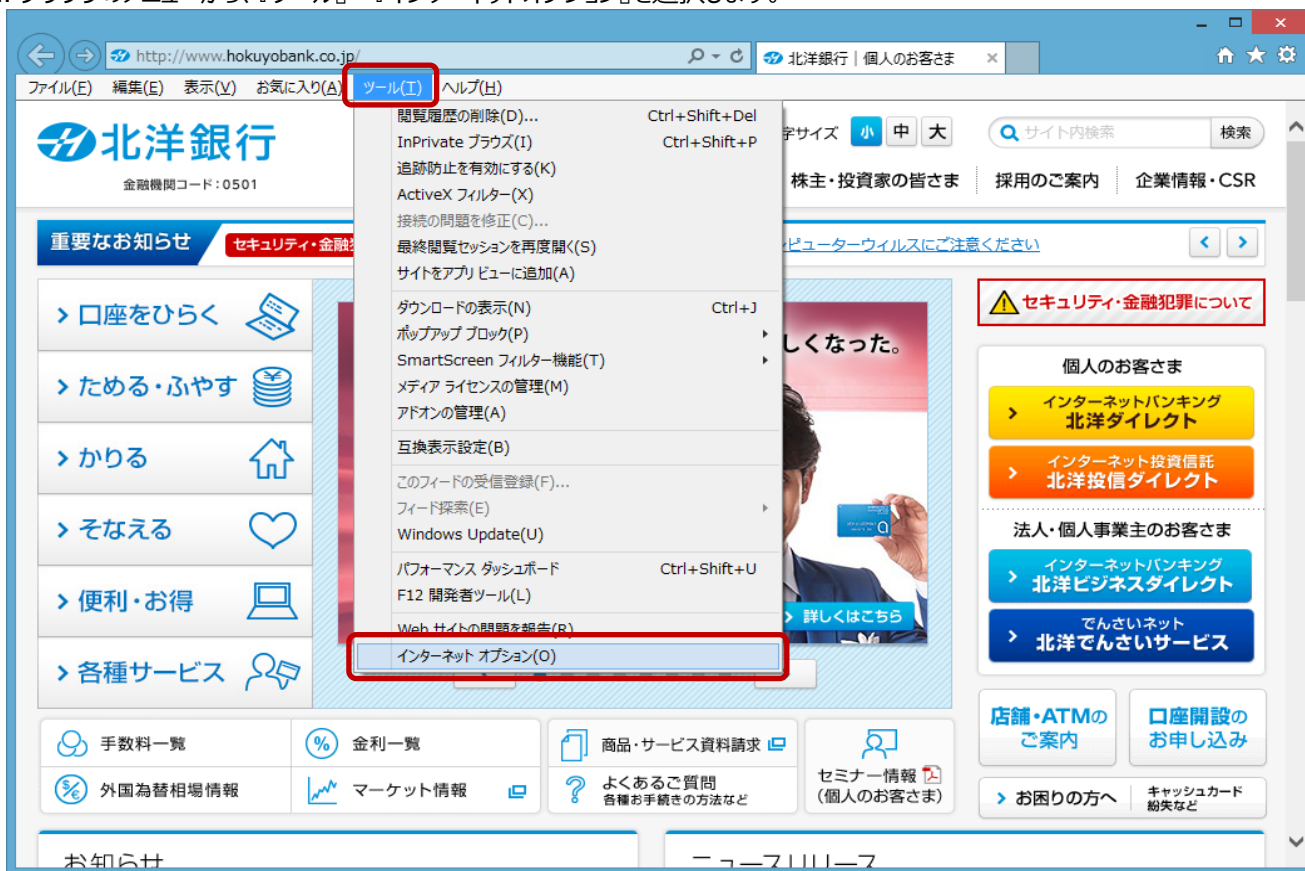 http://www.hokuyobank.co.jp/
北洋銀行|個人のお客さま
ファイル(F) 編集(E) 表示(V) お気に入り(A) ツール(T) ヘルプ(H)
閲覧履歴の削除(D)... Ctrl+Shift+Del
InPrivate ブラウズ(I) Ctrl+Shift+P
追跡防止を有効にする(K)
ActiveX フィルター(X)
接続の問題を修正(C)...
最終閲覧セッションを再度開く(S)
サイトをアプリ ビューに追加(A)
ダウンロードの表示(N) Ctrl+J
ポップアップ ブロック(P)
SmartScreen フィルター機能(T)
メディア ライセンスの管理(M)
アドオンの管理(A)
互換表示設定(B)
このフィードの受信登録(F)...
フィード探索(E)
Windows Update(U)
パフォーマンス ダッシュボード Ctrl+Shift+U
F12 開発者ツール(L)
Web サイトの問題を報告(R)
インターネット オプション(O)
北洋銀行
金融機関コード:0501
字サイズ 小 中 大
サイト内検索 検索
株主・投資家の皆さま 採用のご案内 企業情報・CSR
重要なお知らせ
セキュリティ・金融
ピューターウィルスにご注意ください
口座をひらく
ためる・ふやす
かりる
そなえる
便利・お得
各種サービス
しくなった。
詳しくはこちら
セキュリティ・金融犯罪について
個人のお客さま
インターネットバンキング
北洋ダイレクト
インターネット投資信託
北洋投信ダイレクト
法人・個人事業主のお客さま
インターネットバンキング
北洋ビジネスダイレクト
でんさいネット
北洋でんさいサービス
店舗・ATMの
ご案内
口座開設の
お申し込み
お困りの方へ
キャッシュカード
紛失など
手数料一覧
金利一覧
商品・サービス資料請求
外国為替相場情報
マーケット情報
よくあるご質問
各種お手続きの方法など
セミナー情報
(個人のお客さま)
お知らせ
ニュースリリース